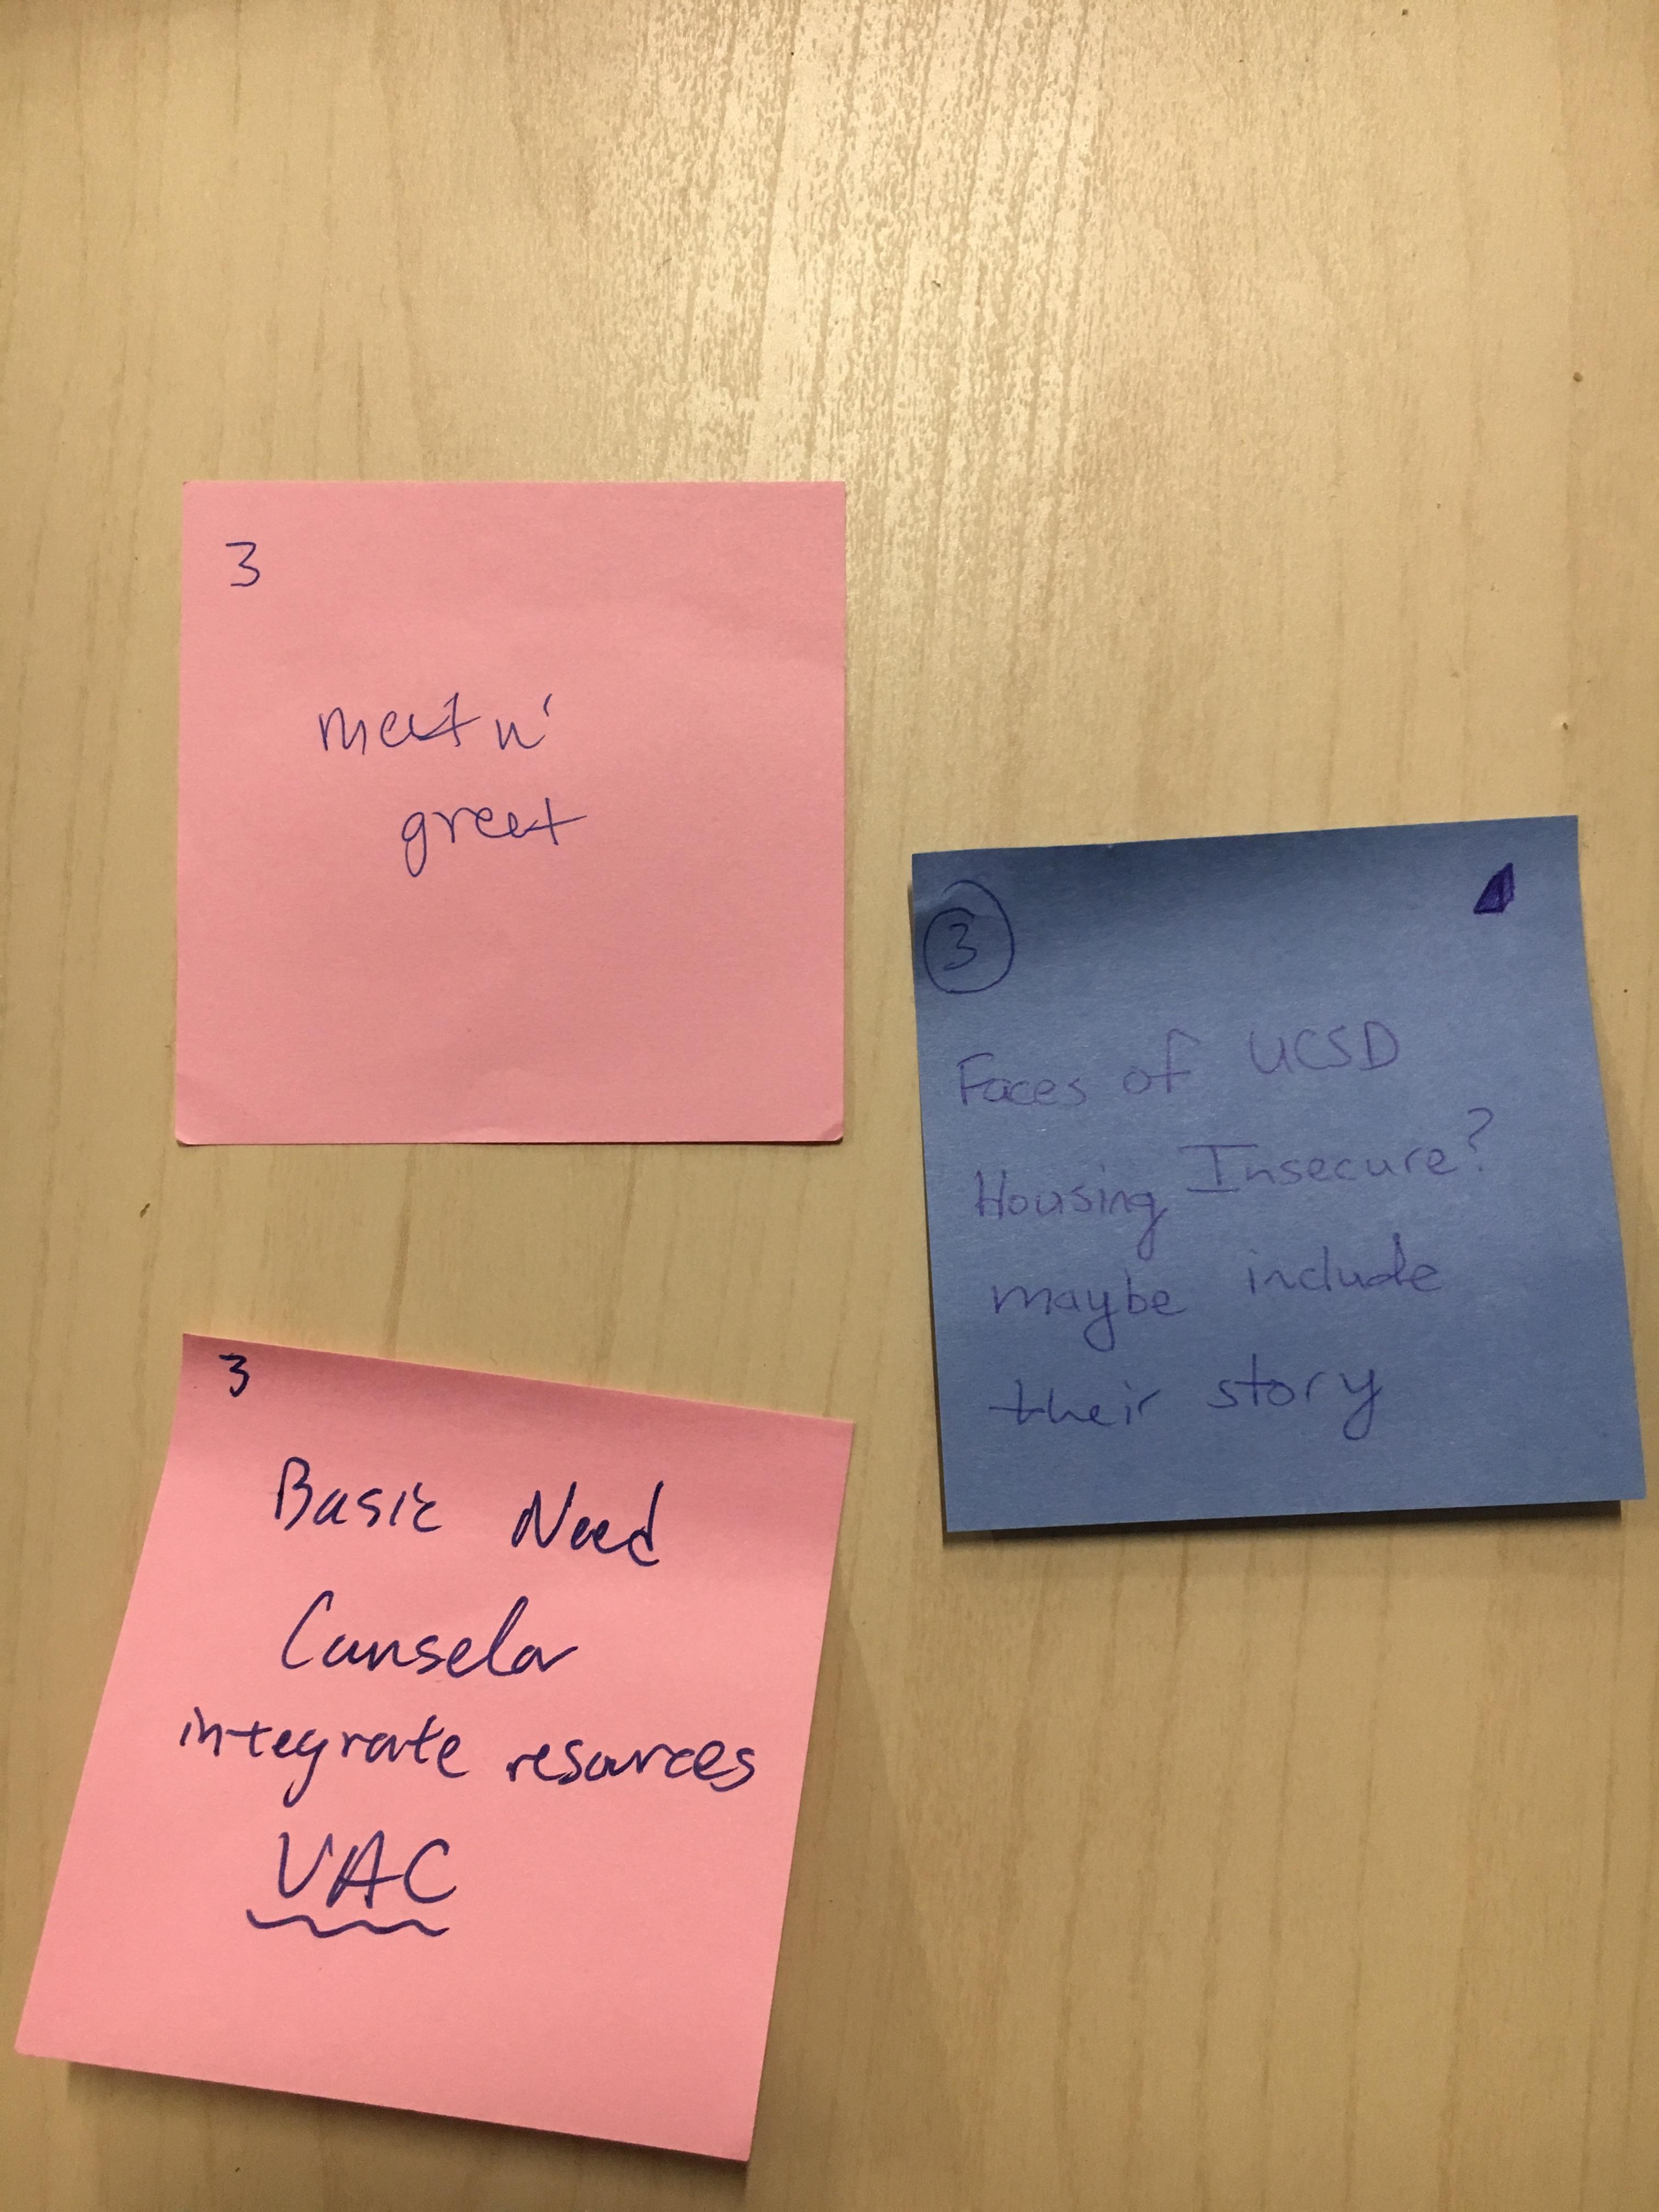 3
meet n'
greet
3
Faces of UCSD
Housing Insecure?
maybe include
their story
3
Basic Need
Counselor
integrate resources
VAC